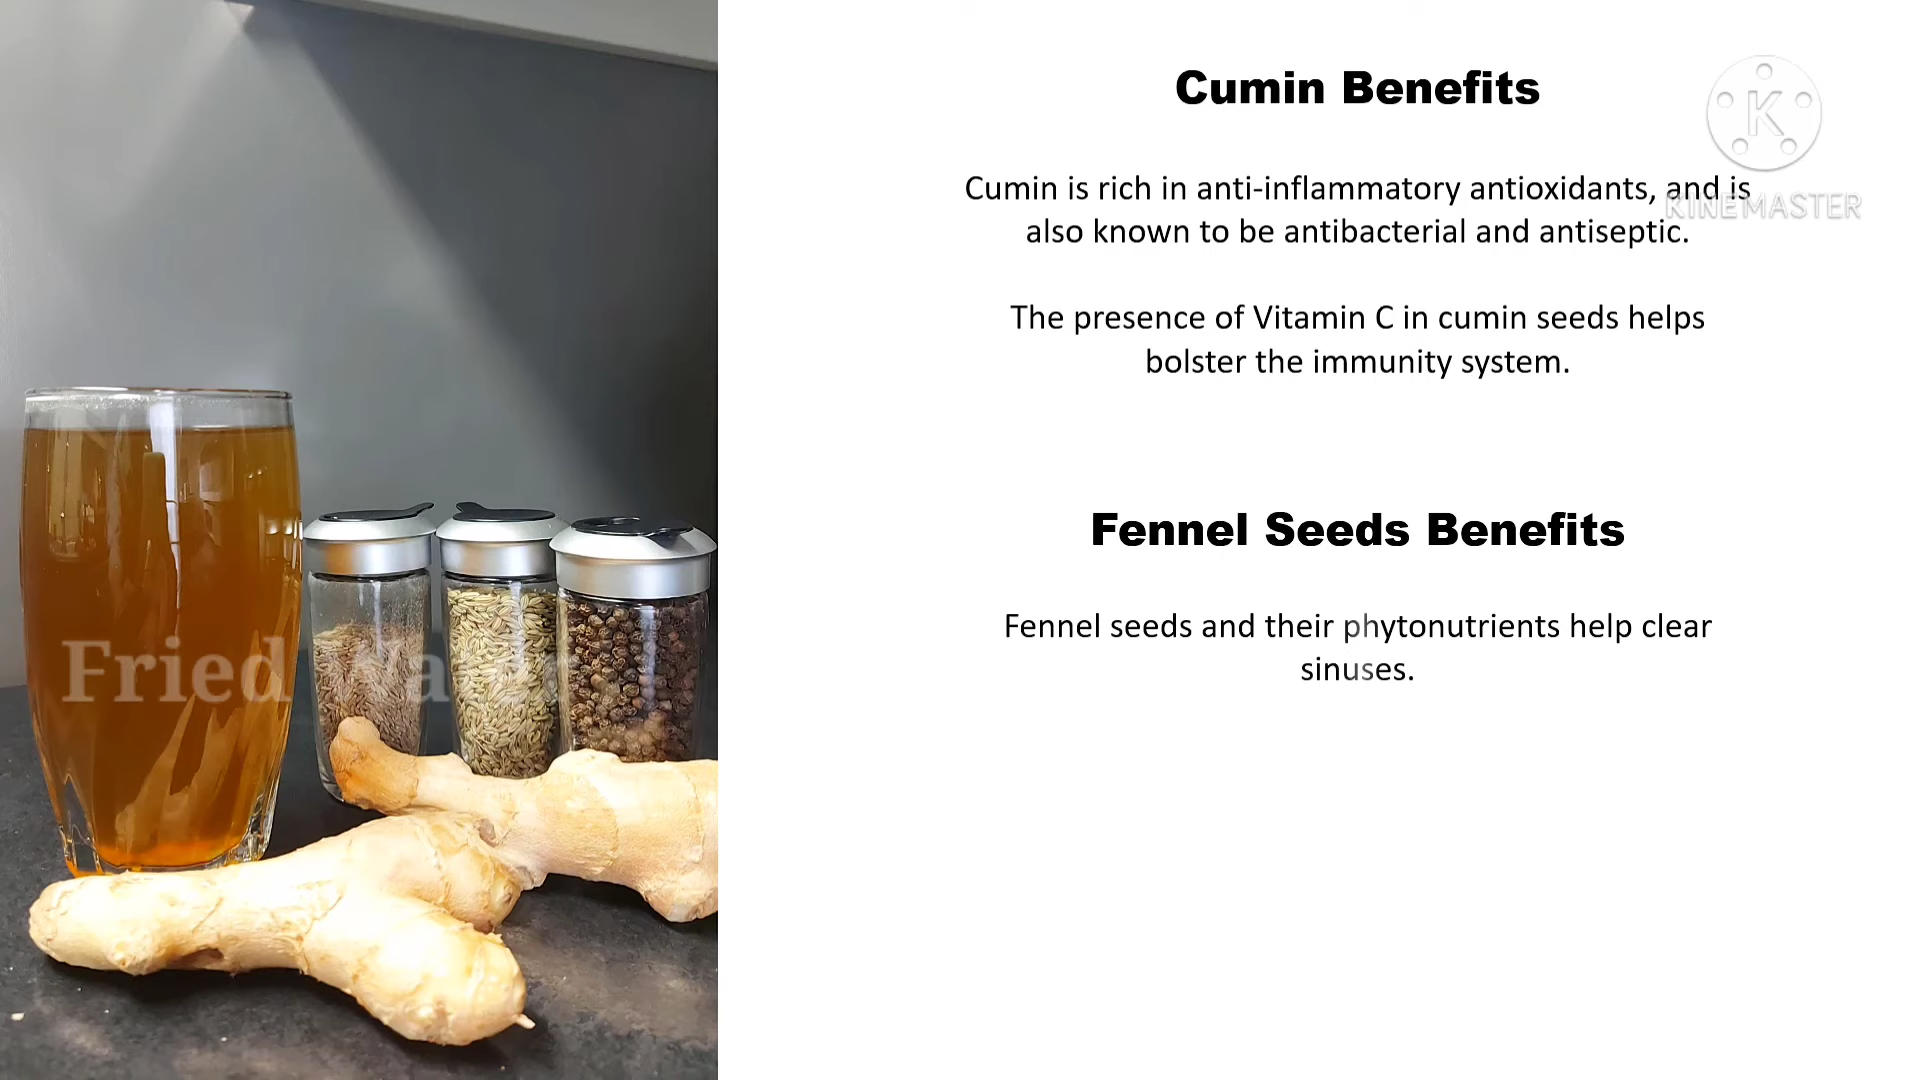 Cumin Benefits
K
KINEMASTER
Cumin is rich in anti-inflammatory antioxidants, and is
also known to be antibacterial and antiseptic.
The presence of Vitamin C in cumin seeds helps
bolster the immunity system.
Fennel Seeds Benefits
Fennel seeds and their phytonutrients help clear
sinuses.
Fried Water